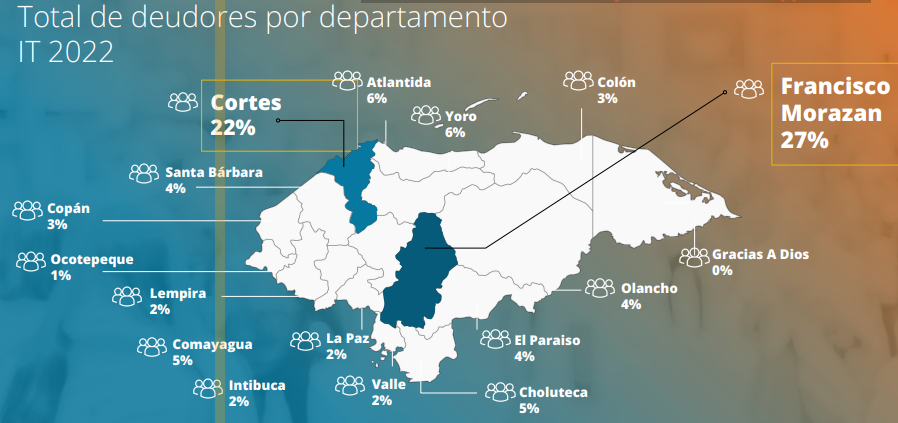 Total de deudores por departamento
IT 2022
Atlantida
6%
Colón
3%
Cortes
22%
Yoro
6%
Francisco
Morazan
27%
Santa Bárbara
4%
Copán
3%
Ocotepeque
1%
Gracias A Dios
0%
Lempira
2%
Olancho
4%
Comayagua
5%
La Paz
2%
El Paraiso
4%
Intibuca
2%
Valle
2%
Choluteca
5%